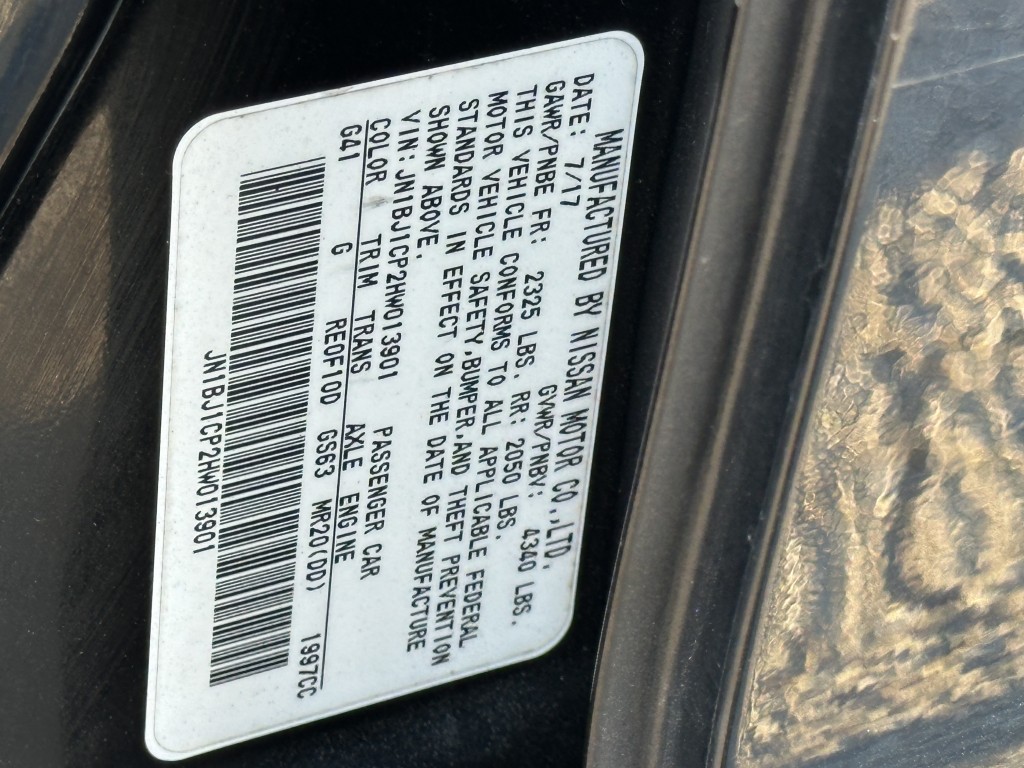 MANUFACTURED BY NISSAN MOTOR CO.,LTD.
DATE: 7/17 GVWR/PNBV: 4340 LBS.
GAWR/PNBE FR: 2325 LBS. RR: 2050 LBS.
THIS VEHICLE CONFORMS TO ALL APPLICABLE FEDERAL
MOTOR VEHICLE SAFETY,BUMPER,AND THEFT PREVENTION
STANDARDS IN EFFECT ON THE DATE OF MANUFACTURE
SHOWN ABOVE.
VIN: JN1BJ1CP2HW013901 PASSENGER CAR
COLOR TRIM TRANS AXLE ENGINE
G41 G RE0F10D GS63 MR20(DD) 1997CC
JN1BJ1CP2HW013901